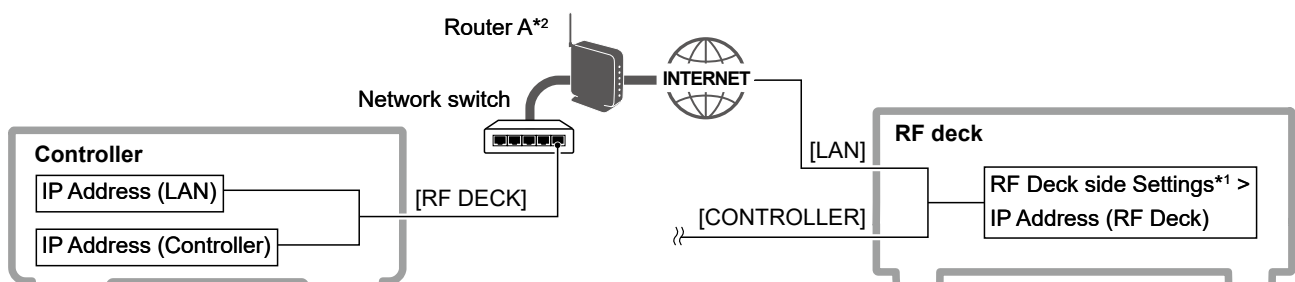 Router A*2
INTERNET
Network switch
Controller
IP Address (LAN)
IP Address (Controller)
[RF DECK]
[LAN]
[CONTROLLER]
RF deck
RF Deck side Settings*1 >
IP Address (RF Deck)